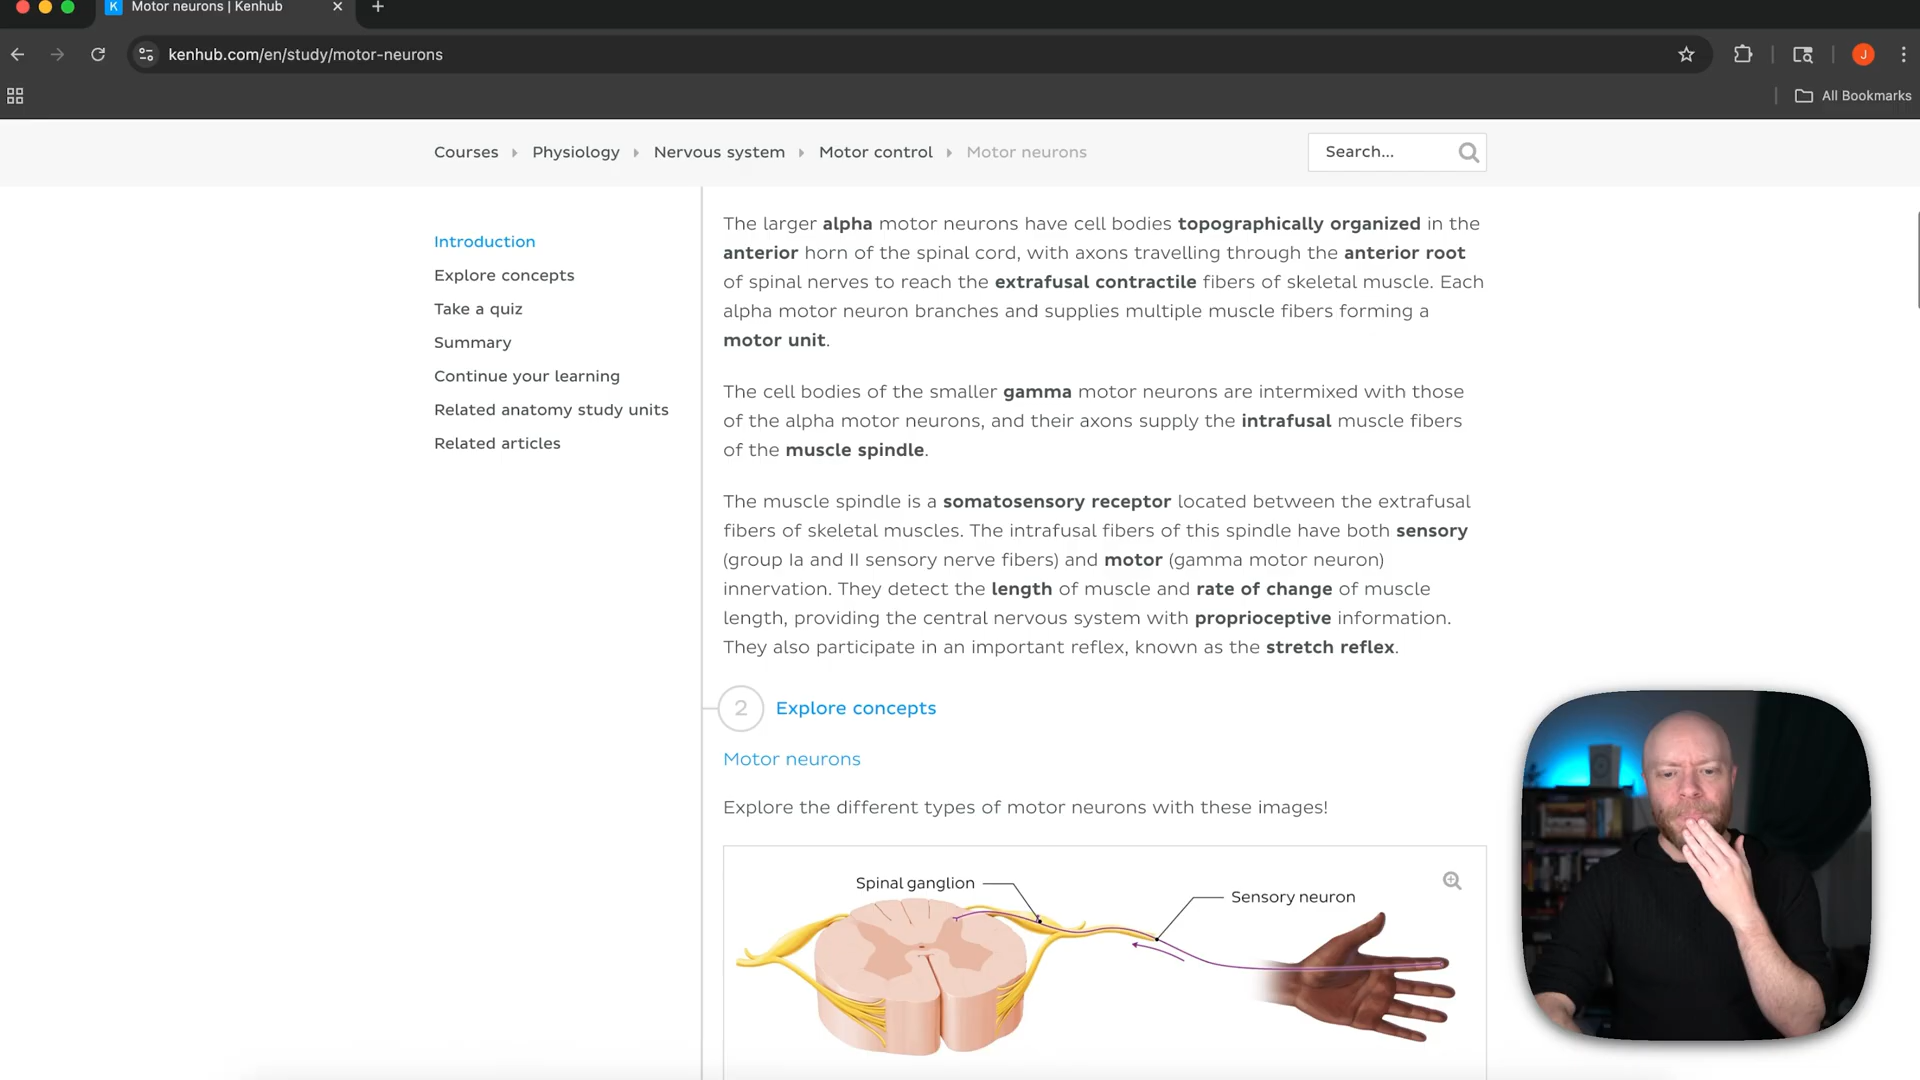 Motor neurons | Kenhub
kenhub.com/en/study/motor-neurons
J
All Bookmarks
Courses Physiology Nervous system Motor control Motor neurons
Search...
Introduction
Explore concepts
Take a quiz
Summary
Continue your learning
Related anatomy study units
Related articles
The larger alpha motor neurons have cell bodies topographically organized in the
anterior horn of the spinal cord, with axons travelling through the anterior root
of spinal nerves to reach the extrafusal contractile fibers of skeletal muscle. Each
alpha motor neuron branches and supplies multiple muscle fibers forming a
motor unit.
The cell bodies of the smaller gamma motor neurons are intermixed with those
of the alpha motor neurons, and their axons supply the intrafusal muscle fibers
of the muscle spindle.
The muscle spindle is a somatosensory receptor located between the extrafusal
fibers of skeletal muscles. The intrafusal fibers of this spindle have both sensory
(group Ia and II sensory nerve fibers) and motor (gamma motor neuron)
innervation. They detect the length of muscle and rate of change of muscle
length, providing the central nervous system with proprioceptive information.
They also participate in an important reflex, known as the stretch reflex.
2 Explore concepts
Motor neurons
Explore the different types of motor neurons with these images!
Spinal ganglion
Sensory neuron